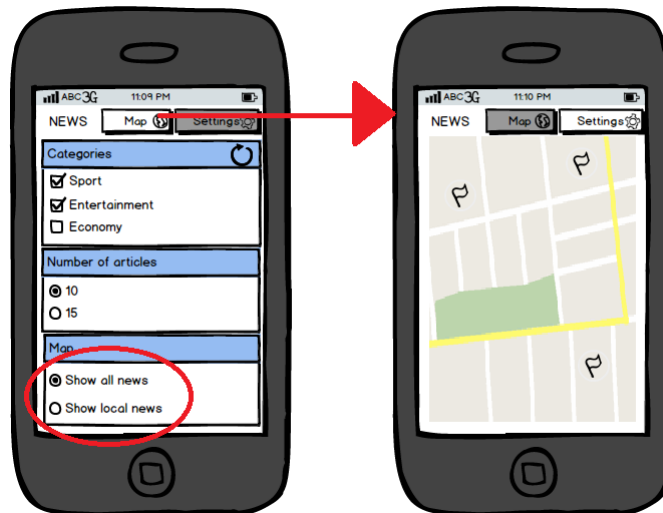 ABC 3G 11:09 PM
NEWS Map Settings
Categories
Sport
Entertainment
Economy
Number of articles
10
15
Map
Show all news
Show local news
ABC 3G 11:10 PM
NEWS Map Settings